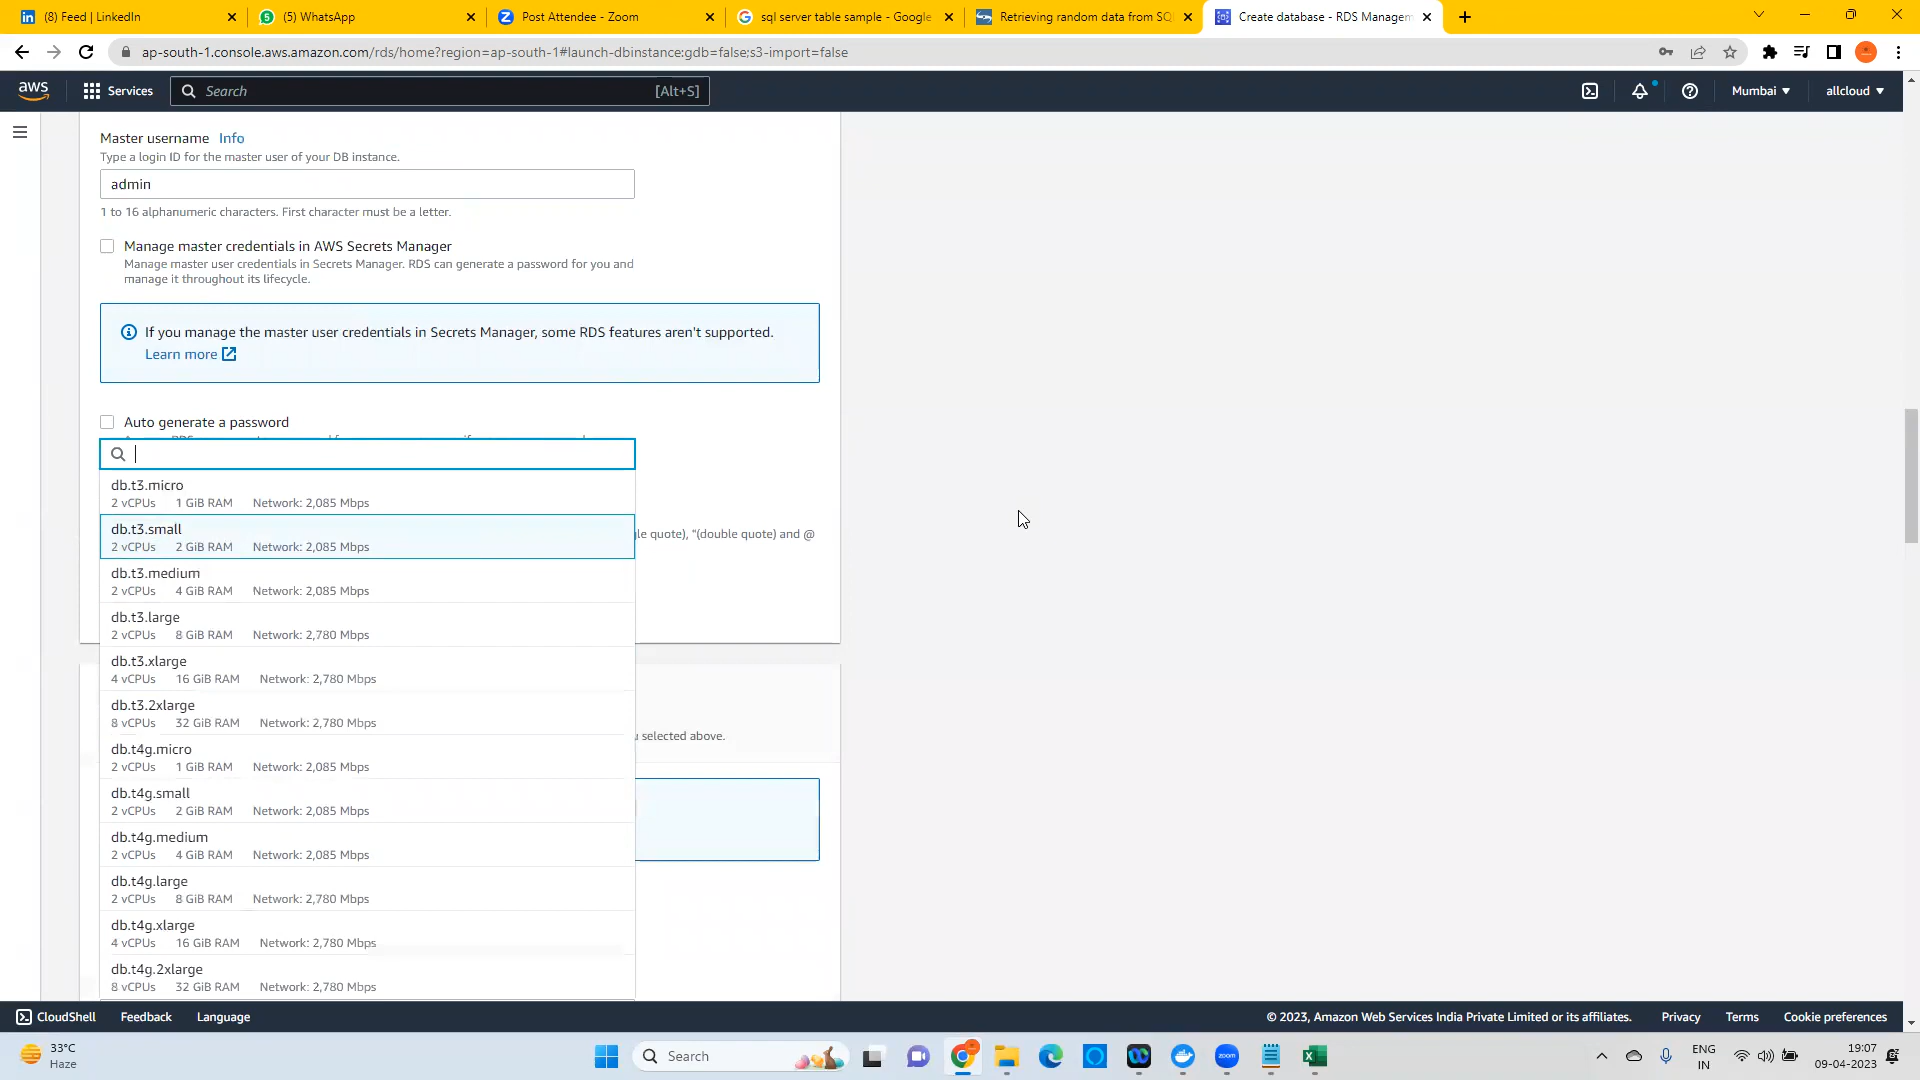 (8) Feed | LinkedIn
(5) WhatsApp
Post Attendee - Zoom
sql server table sample - Google
Retrieving random data from SQ
Create database - RDS Managem
ap-south-1.console.aws.amazon.com/rds/home?region=ap-south-1#launch-dbinstance:gdb=false;s3-import=false
aws
Services
Search
[Alt+S]
Mumbai
allcloud
Master username Info
Type a login ID for the master user of your DB instance.
admin
1 to 16 alphanumeric characters. First character must be a letter.
Manage master credentials in AWS Secrets Manager
Manage master user credentials in Secrets Manager. RDS can generate a password for you and
manage it throughout its lifecycle.
If you manage the master user credentials in Secrets Manager, some RDS features aren't supported.
Learn more
Auto generate a password
db.t3.micro
2 vCPUs 1 GiB RAM Network: 2,085 Mbps
db.t3.small
2 vCPUs 2 GiB RAM Network: 2,085 Mbps
le quote), "(double quote) and @
db.t3.medium
2 vCPUs 4 GiB RAM Network: 2,085 Mbps
db.t3.large
2 vCPUs 8 GiB RAM Network: 2,780 Mbps
db.t3.xlarge
4 vCPUs 16 GiB RAM Network: 2,780 Mbps
db.t3.2xlarge
8 vCPUs 32 GiB RAM Network: 2,780 Mbps
u selected above.
db.t4g.micro
2 vCPUs 1 GiB RAM Network: 2,085 Mbps
db.t4g.small
2 vCPUs 2 GiB RAM Network: 2,085 Mbps
db.t4g.medium
2 vCPUs 4 GiB RAM Network: 2,085 Mbps
db.t4g.large
2 vCPUs 8 GiB RAM Network: 2,780 Mbps
db.t4g.xlarge
4 vCPUs 16 GiB RAM Network: 2,780 Mbps
db.t4g.2xlarge
8 vCPUs 32 GiB RAM Network: 2,780 Mbps
CloudShell
Feedback
Language
© 2023, Amazon Web Services India Private Limited or its affiliates.
Privacy
Terms
Cookie preferences
33°C
Haze
Search
zoom
ENG
IN
19:07
09-04-2023